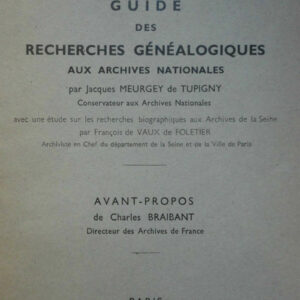 GUIDE
DES
RECHERCHES GÉNÉALOGIQUES
AUX ARCHIVES NATIONALES
par Jacques MEURGEY de TUPIGNY
Conservateur aux Archives Nationales
avec une étude sur les recherches biographiques aux Archives de la Seine
par François de VAUX de FOLETIER
Archiviste en Chef du département de la Seine et de la Ville de Paris
AVANT-PROPOS
de Charles BRAIBANT
Directeur des Archives de France
PARIS